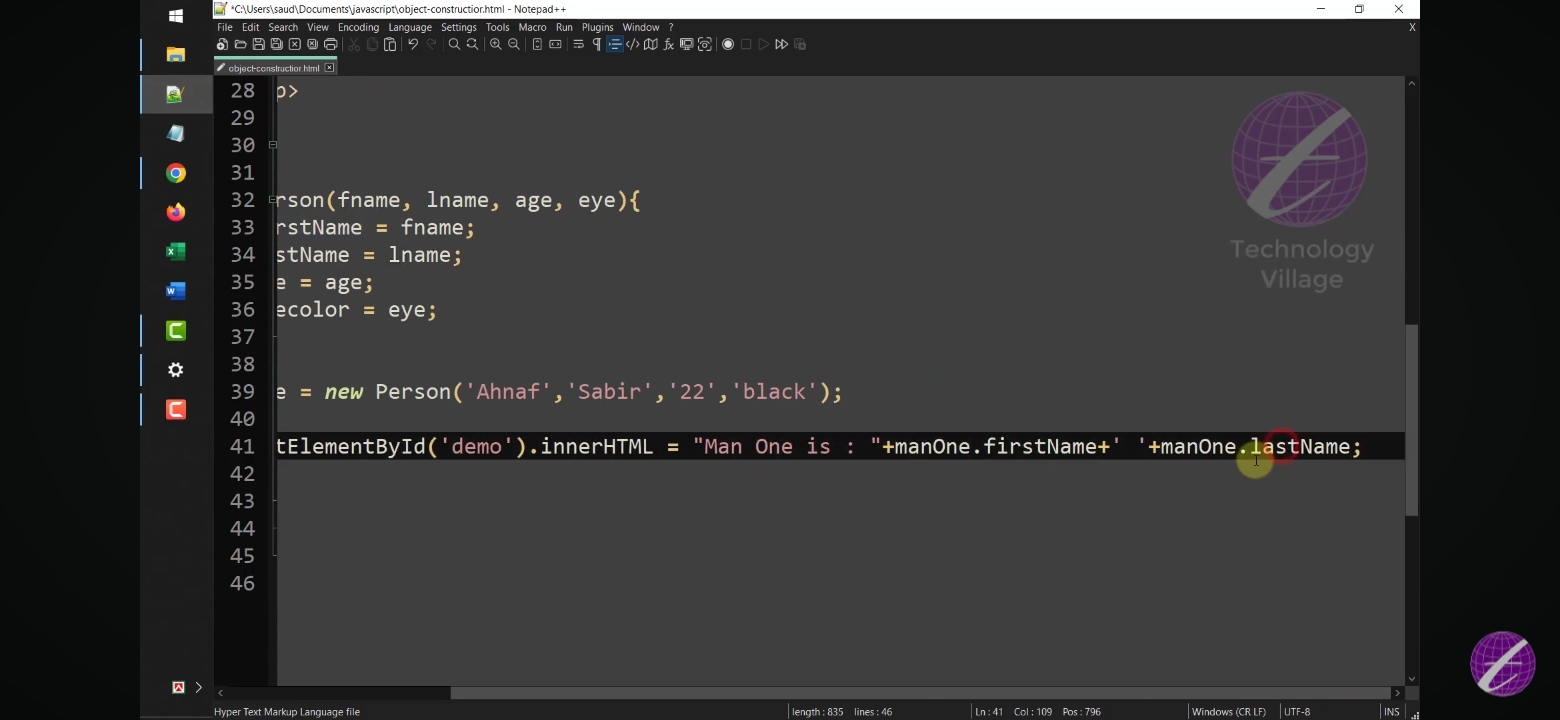 *C:\Users\saud\Documents\javascript\object-constructior.html - Notepad++
File Edit Search View Encoding Language Settings Tools Macro Run Plugins Window ? X
object-constructior.html
28 p>
29
30
31
32 rson(fname, lname, age, eye){
33 rstName = fname;
34 stName = lname;
35 e = age;
36 ecolor = eye;
37
38
39 e = new Person('Ahnaf','Sabir','22','black');
40
41 tElementById('demo').innerHTML = "Man One is : "+manOne.firstName+' '+manOne.lastName;
42
43
44
45
46
Technology
Village
Hyper Text Markup Language file length : 835 lines : 46 Ln : 41 Col : 109 Pos : 796 Windows (CR LF) UTF-8 INS